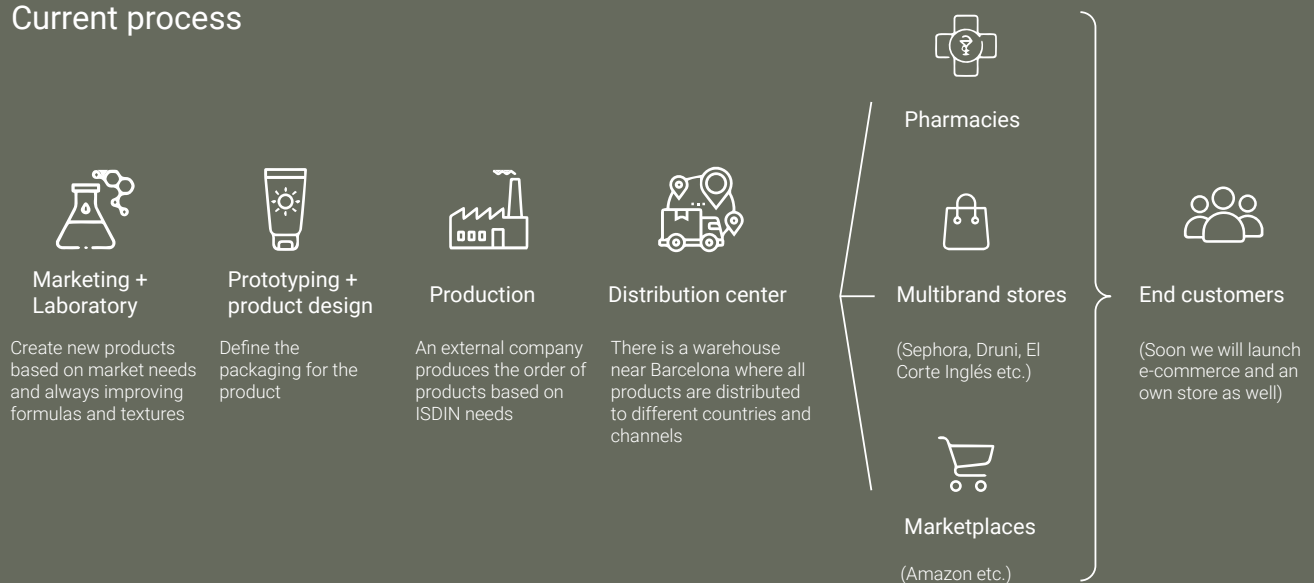 Current process
Marketing +
Laboratory
Create new products
based on market needs
and always improving
formulas and textures
Prototyping +
product design
Define the
packaging for the
product
Production
An external company
produces the order of
products based on
ISDIN needs
Distribution center
There is a warehouse
near Barcelona where all
products are distributed
to different countries and
channels
Pharmacies
Multibrand stores
(Sephora, Druni, El
Corte Inglés etc.)
Marketplaces
(Amazon etc.)
End customers
(Soon we will launch
e-commerce and an
own store as well)